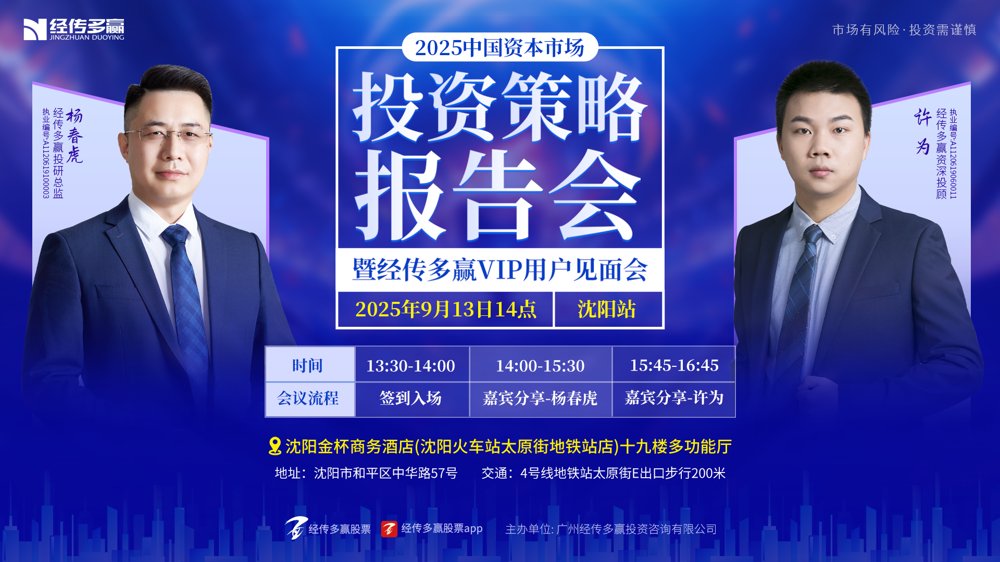 经传多赢
JINGZHUAN DUOYING
市场有风险·投资需谨慎
2025中国资本市场
投资策略
报告会
暨经传多赢VIP用户见面会
2025年9月13日14点
沈阳站
杨春虎
经传多赢投研总监
执业编号:A1120619100003
许为
经传多赢资深投顾
执业编号:A1120619060011
时间
13:30-14:00
14:00-15:30
15:45-16:45
会议流程
签到入场
嘉宾分享-杨春虎
嘉宾分享-许为
沈阳金杯商务酒店(沈阳火车站太原街地铁站店)十九楼多功能厅
地址：沈阳市和平区中华路57号
交通：4号线地铁站太原街E出口步行200米
经传多赢股票
经传多赢股票app
主办单位: 广州经传多赢投资咨询有限公司